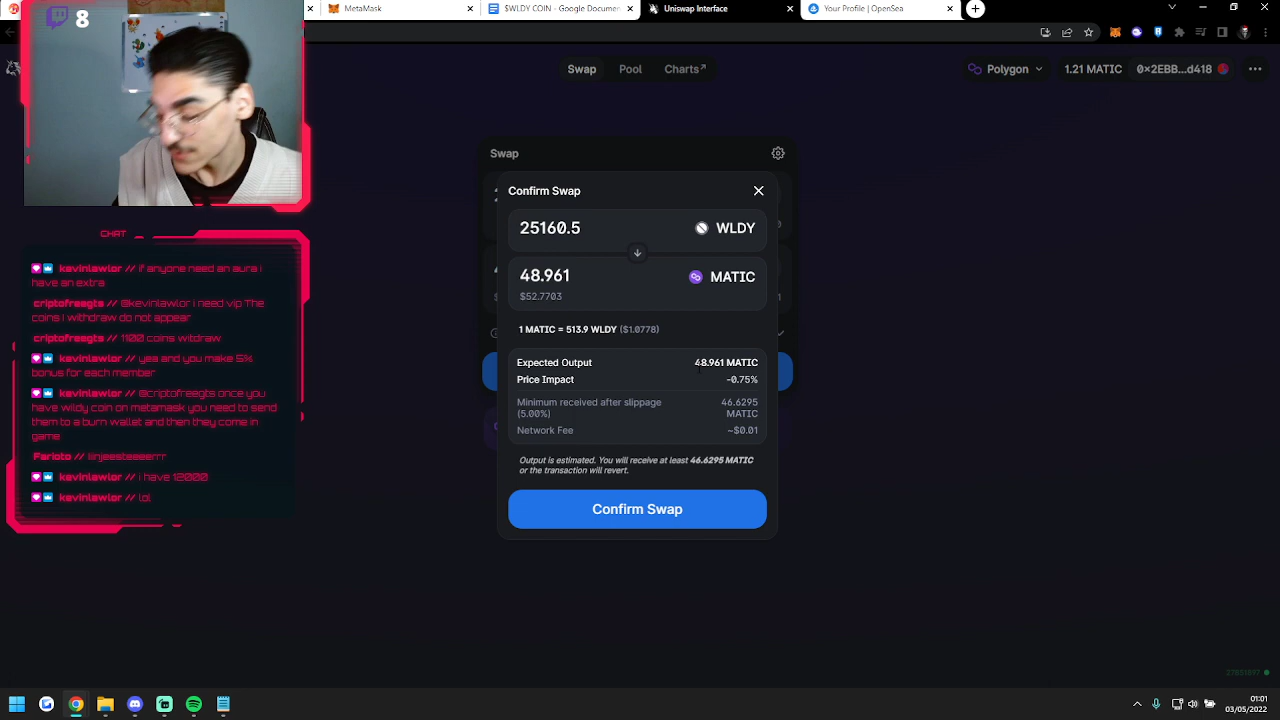 8
MetaMask
$WLDY COIN - Google Documen
Uniswap Interface
Your Profile | OpenSea
Swap
Pool
Charts↗
Polygon
1.21 MATIC
0x2EBB...d418
Swap
Confirm Swap
25160.5
WLDY
48.961
MATIC
$52.7703
1 MATIC = 513.9 WLDY ($1.0778)
Expected Output
48.961 MATIC
Price Impact
-0.75%
Minimum received after slippage
(5.00%)
46.6295
MATIC
Network Fee
~$0.01
Output is estimated. You will receive at least 46.6295 MATIC
or the transaction will revert.
Confirm Swap
CHAT
kevinlawlor // if anyone need an aura i
have an extra
criptofreegts // @kevinlawlor i need vip The
coins I withdraw do not appear
criptofreegts // 1100 coins witdraw
kevinlawlor // yea and you make 5%
bonus for each member
kevinlawlor // @criptofreegts once you
have wildy coin on metamask you need to send
them to a burn wallet and then they come in
game
kevinlawlor // i have 12000
kevinlawlor // lol
27851897
01:01
03/05/2022